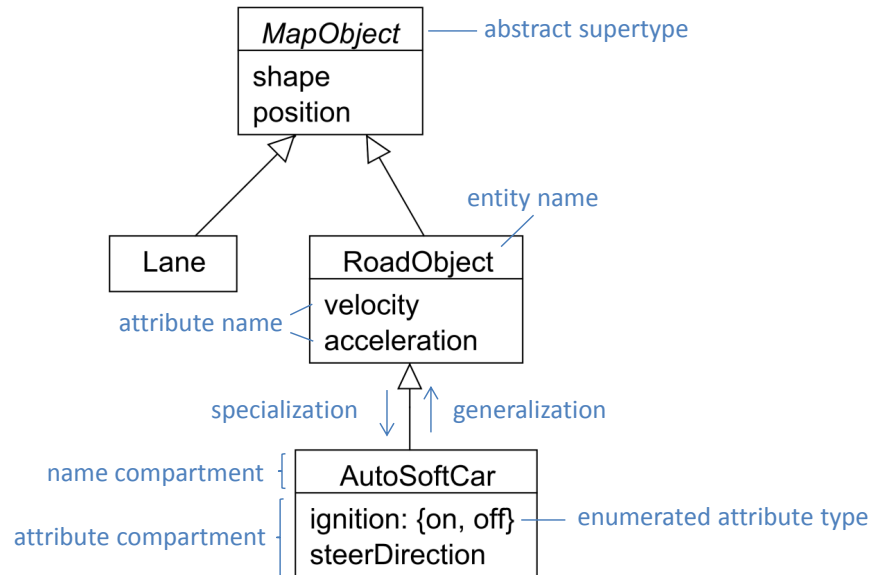 MapObject
abstract supertype
shape
position
entity name
Lane
RoadObject
attribute name
velocity
acceleration
specialization
generalization
name compartment
AutoSoftCar
attribute compartment
ignition: {on, off}
enumerated attribute type
steerDirection